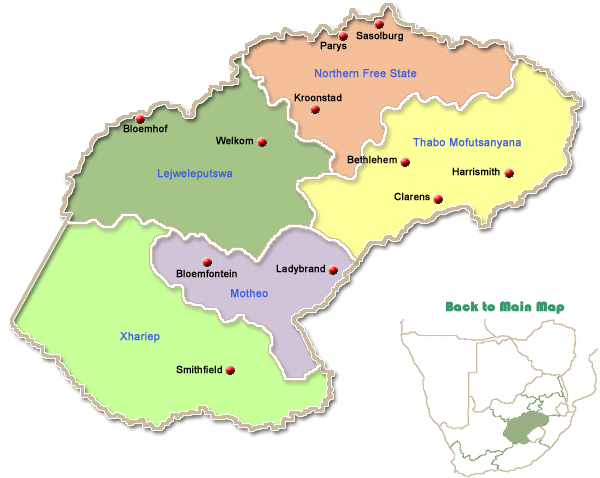 Sasolburg
Parys
Northern Free State
Kroonstad
Bloemhof
Welkom
Thabo Mofutsanyana
Bethlehem
Harrismith
Lejweleputswa
Clarens
Bloemfontein
Ladybrand
Motheo
Back to Main Map
Xhariep
Smithfield